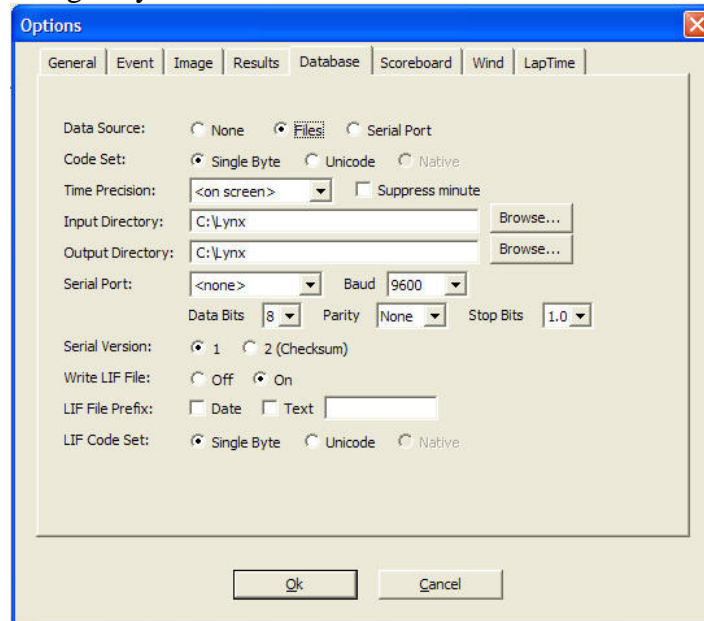 Options
General Event Image Results Database Scoreboard Wind LapTime
Data Source: None Files Serial Port
Code Set: Single Byte Unicode Native
Time Precision: <on screen> Suppress minute
Input Directory: C:\Lynx Browse...
Output Directory: C:\Lynx Browse...
Serial Port: <none> Baud 9600
Data Bits 8 Parity None Stop Bits 1.0
Serial Version: 1 2 (Checksum)
Write LIF File: Off On
LIF File Prefix: Date Text
LIF Code Set: Single Byte Unicode Native
Ok Cancel